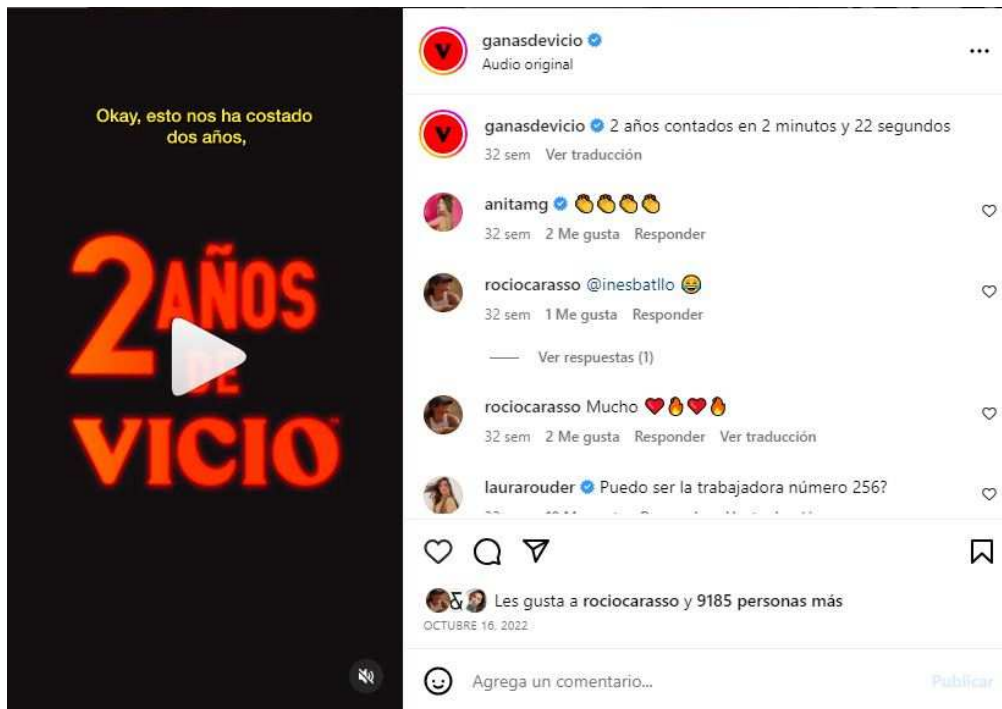 Okay, esto nos ha costado
dos años,
2 AÑOS
DE
VICIO
ganasdevicio
Audio original
ganasdevicio 2 años contados en 2 minutos y 22 segundos
32 sem Ver traducción
anitamg 👏👏👏👏
32 sem 2 Me gusta Responder
rociocarasso @inesbatllo 😂
32 sem 1 Me gusta Responder
Ver respuestas (1)
rociocarasso Mucho ❤️🔥❤️🔥
32 sem 2 Me gusta Responder Ver traducción
laurarouder Puedo ser la trabajadora número 256?
Les gusta a rociocarasso y 9185 personas más
OCTUBRE 16, 2022
Agrega un comentario...
Publicar